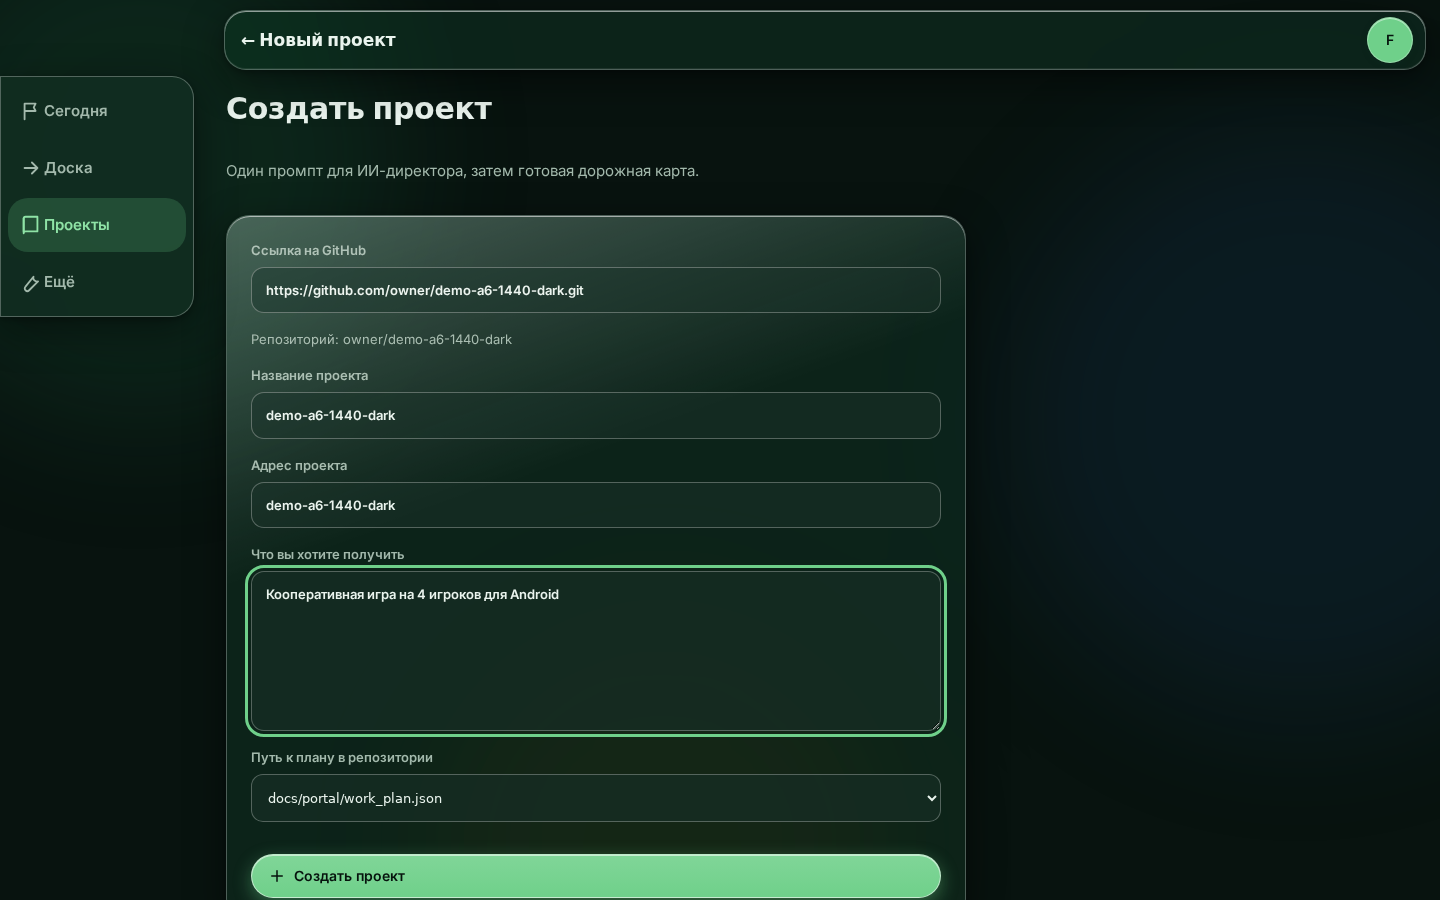 ← Новый проект
F
Сегодня
Доска
Проекты
Ещё
Создать проект
Один промпт для ИИ-директора, затем готовая дорожная карта.
Ссылка на GitHub
https://github.com/owner/demo-a6-1440-dark.git
Репозиторий: owner/demo-a6-1440-dark
Название проекта
demo-a6-1440-dark
Адрес проекта
demo-a6-1440-dark
Что вы хотите получить
Кооперативная игра на 4 игроков для Android
Путь к плану в репозитории
docs/portal/work_plan.json
Создать проект